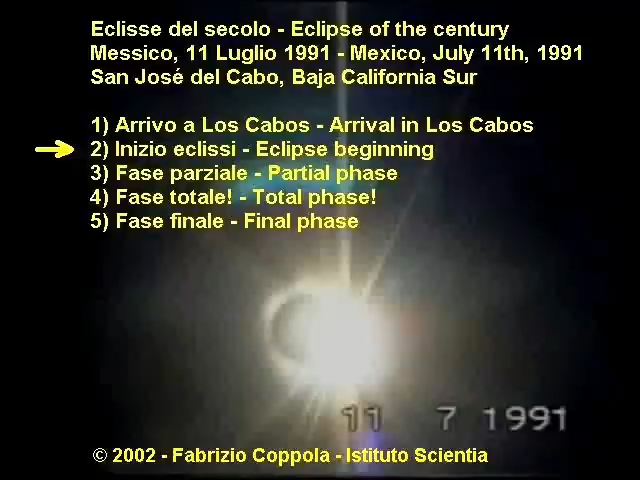 Eclisse del secolo - Eclipse of the century
Messico, 11 Luglio 1991 - Mexico, July 11th, 1991
San José del Cabo, Baja California Sur
1) Arrivo a Los Cabos - Arrival in Los Cabos
2) Inizio eclissi - Eclipse beginning
3) Fase parziale - Partial phase
4) Fase totale! - Total phase!
5) Fase finale - Final phase
11 7 1991
© 2002 - Fabrizio Coppola - Istituto Scientia